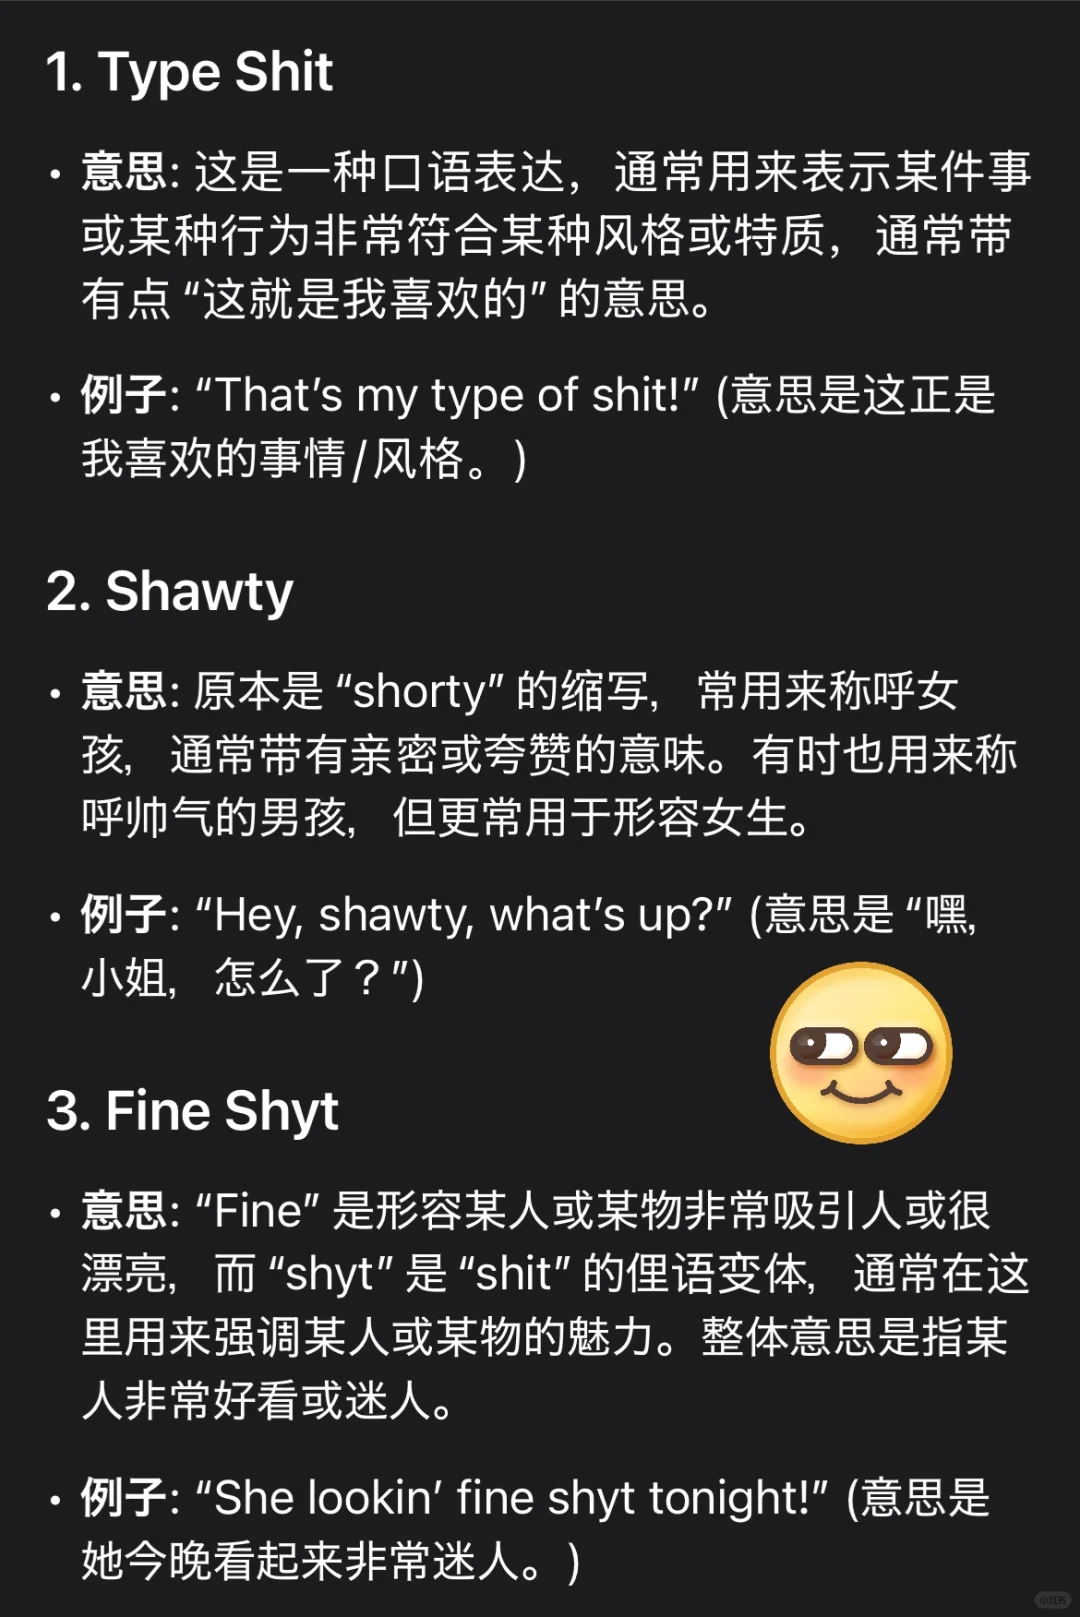 1. Type Shit
• 意思: 这是一种口语表达，通常用来表示某件事
或某种行为非常符合某种风格或特质，通常带
有点 “这就是我喜欢的” 的意思。
• 例子: “That’s my type of shit!” (意思是这正是
我喜欢的事情/风格。)
2. Shawty
• 意思: 原本是 “shorty” 的缩写，常用来称呼女
孩，通常带有亲密或夸赞的意味。有时也用来称
呼帅气的男孩，但更常用于形容女生。
• 例子: “Hey, shawty, what’s up?” (意思是 “嘿,
小姐，怎么了？”)
3. Fine Shyt
• 意思: “Fine” 是形容某人或某物非常吸引人或很
漂亮，而 “shyt” 是 “shit” 的俚语变体，通常在这
里用来强调某人或某物的魅力。整体意思是指某
人非常好看或迷人。
• 例子: “She lookin’ fine shyt tonight!” (意思是
她今晚看起来非常迷人。)
小红书